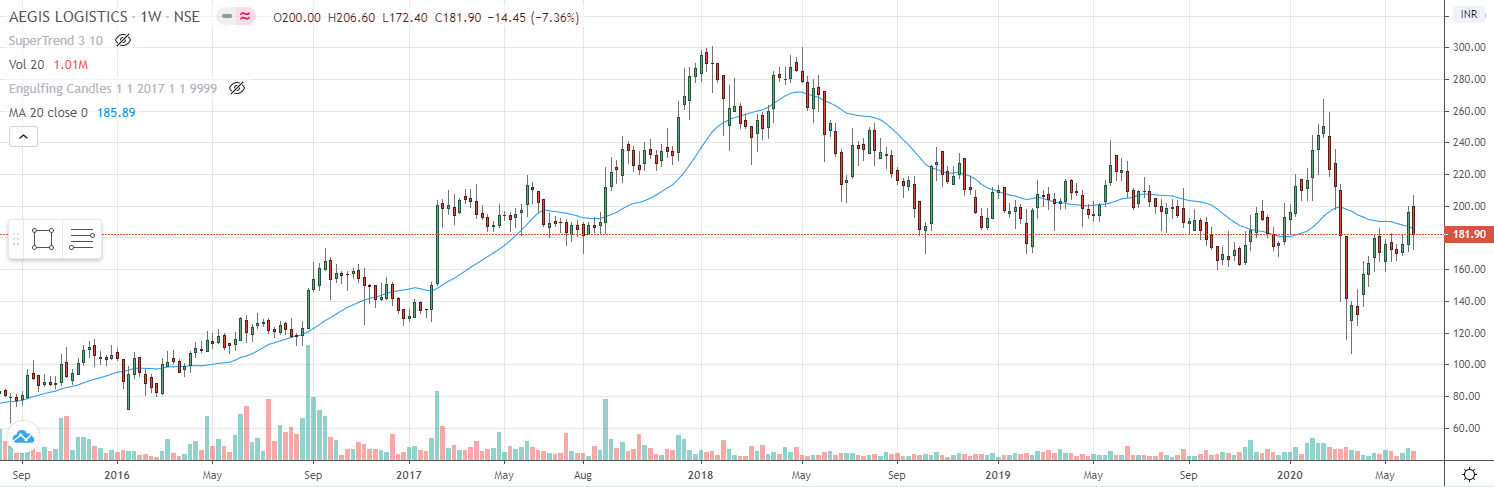 AEGIS LOGISTICS · 1W · NSE O200.00 H206.60 L172.40 C181.90 −14.45 (−7.36%)
INR
SuperTrend 3 10
300.00
Vol 20 1.01M
280.00
Engulfing Candles 1 1 2017 1 1 9999
MA 20 close 0 185.89
260.00
240.00
220.00
200.00
181.90
160.00
140.00
120.00
100.00
80.00
60.00
Sep 2016 May Sep 2017 May Aug 2018 May Sep 2019 May Sep 2020 May